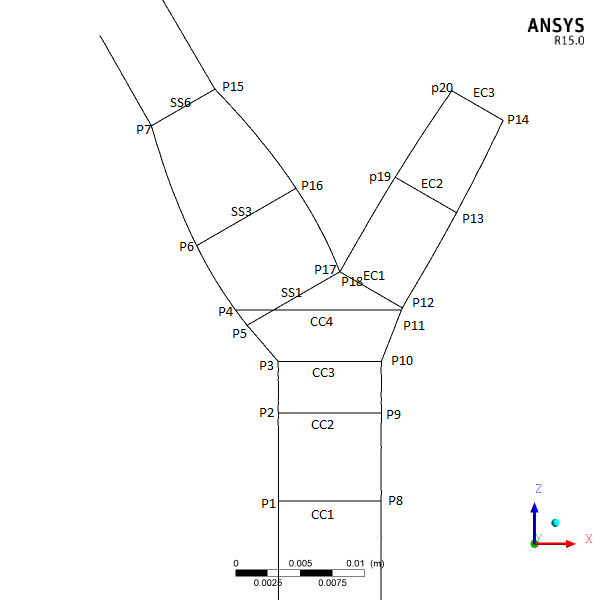 ANSYS
R15.0
P15
p20
EC3
SS6
P7
P14
p19
EC2
P16
SS3
P13
P6
P17
EC1
P18
SS1
P12
P4
CC4
P11
P5
P3
CC3
P10
P2
CC2
P9
P1
CC1
P8
Z
Y
X
0 0.005 0.01 (m)
0.0025 0.0075